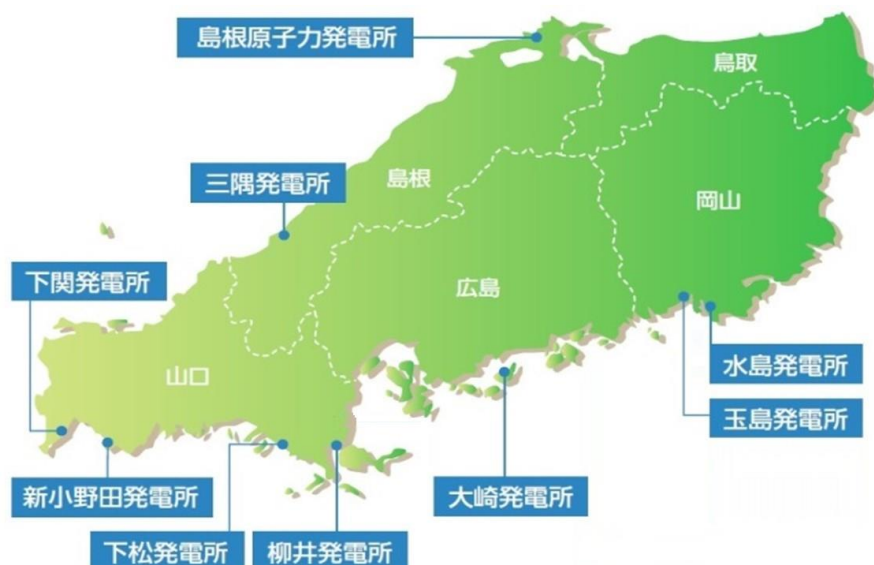 島根原子力発電所
鳥取
三隅発電所
島根
岡山
下関発電所
広島
山口
水島発電所
玉島発電所
新小野田発電所
大崎発電所
下松発電所
柳井発電所